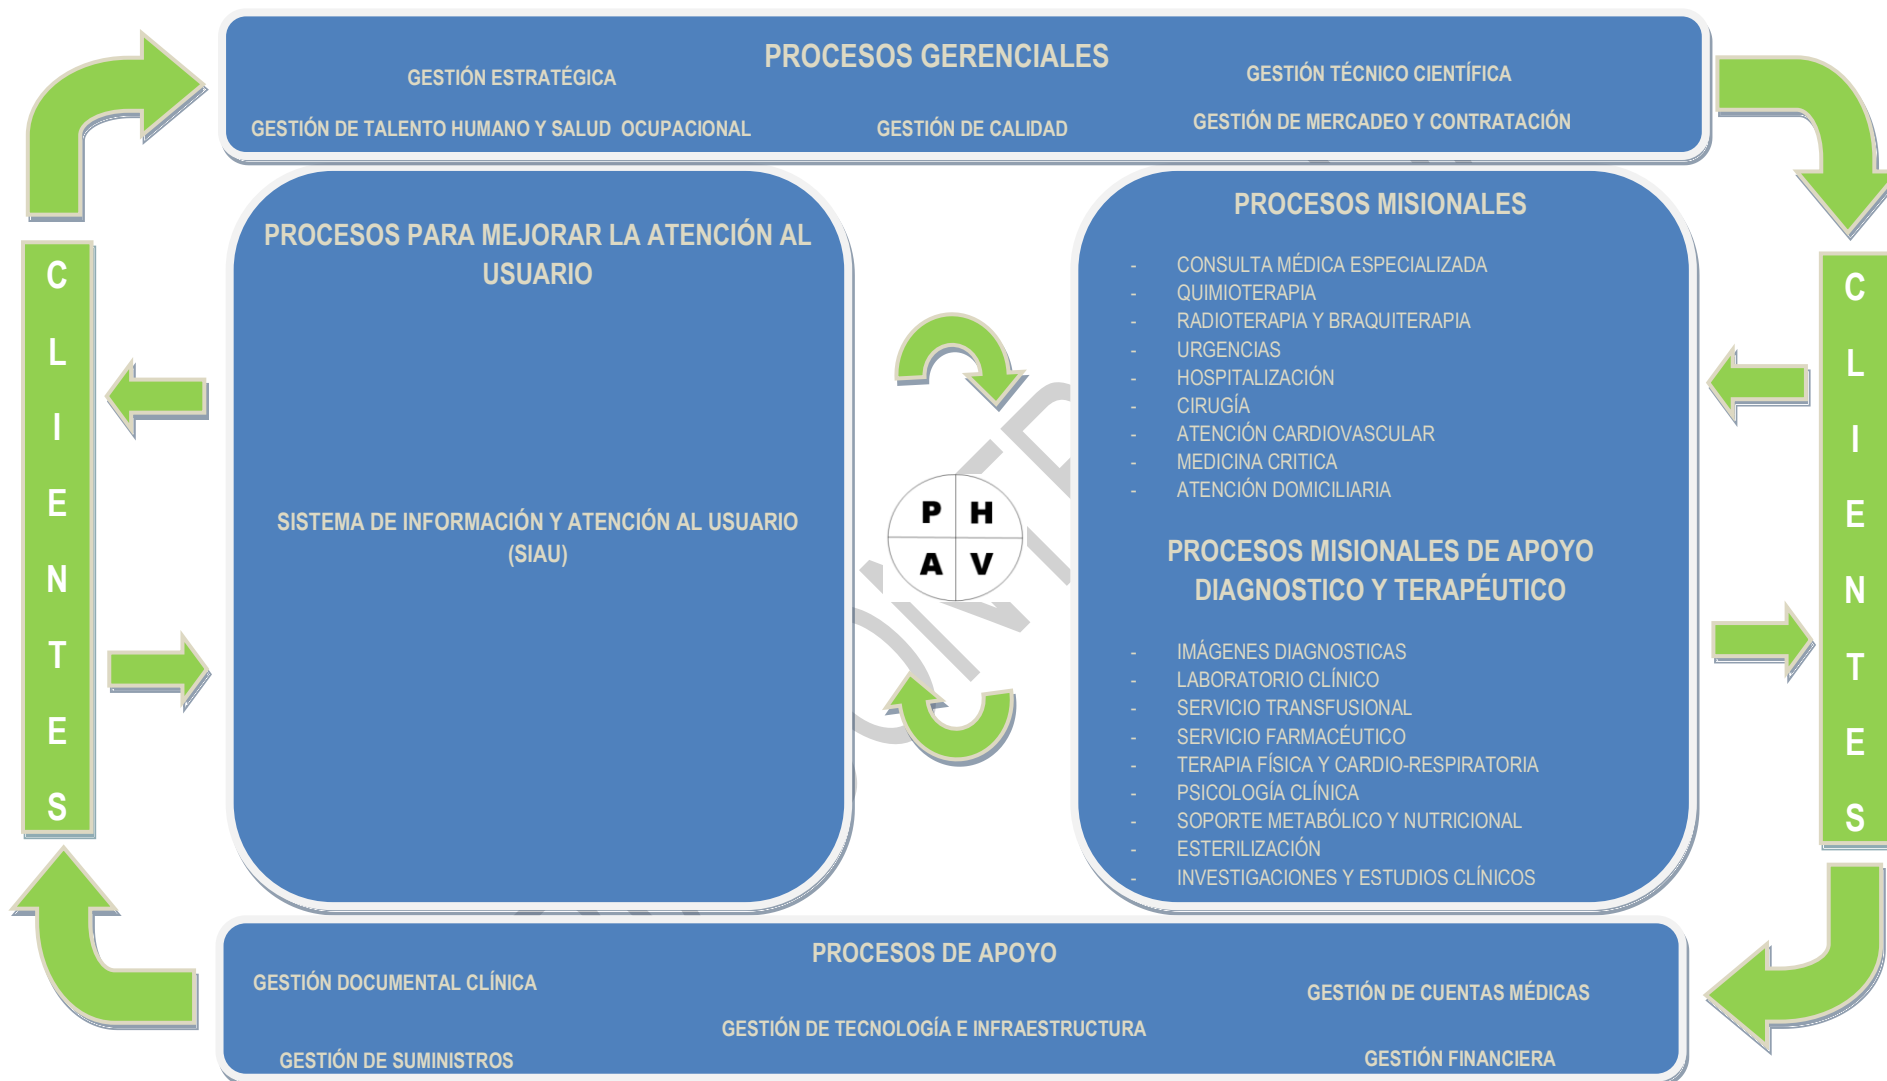 PROCESOS GERENCIALES
GESTIÓN ESTRATÉGICA
GESTIÓN TÉCNICO CIENTÍFICA
GESTIÓN DE TALENTO HUMANO Y SALUD OCUPACIONAL
GESTIÓN DE CALIDAD
GESTIÓN DE MERCADEO Y CONTRATACIÓN
C
L
I
E
N
T
E
S
PROCESOS PARA MEJORAR LA ATENCIÓN AL
USUARIO
SISTEMA DE INFORMACIÓN Y ATENCIÓN AL USUARIO
(SIAU)
P H
A V
PROCESOS MISIONALES
- CONSULTA MÉDICA ESPECIALIZADA
- QUIMIOTERAPIA
- RADIOTERAPIA Y BRAQUITERAPIA
- URGENCIAS
- HOSPITALIZACIÓN
- CIRUGÍA
- ATENCIÓN CARDIOVASCULAR
- MEDICINA CRITICA
- ATENCIÓN DOMICILIARIA
PROCESOS MISIONALES DE APOYO
DIAGNOSTICO Y TERAPÉUTICO
- IMÁGENES DIAGNOSTICAS
- LABORATORIO CLÍNICO
- SERVICIO TRANSFUSIONAL
- SERVICIO FARMACÉUTICO
- TERAPIA FÍSICA Y CARDIO-RESPIRATORIA
- PSICOLOGÍA CLÍNICA
- SOPORTE METABÓLICO Y NUTRICIONAL
- ESTERILIZACIÓN
- INVESTIGACIONES Y ESTUDIOS CLÍNICOS
C
L
I
E
N
T
E
S
PROCESOS DE APOYO
GESTIÓN DOCUMENTAL CLÍNICA
GESTIÓN DE CUENTAS MÉDICAS
GESTIÓN DE TECNOLOGÍA E INFRAESTRUCTURA
GESTIÓN DE SUMINISTROS
GESTIÓN FINANCIERA